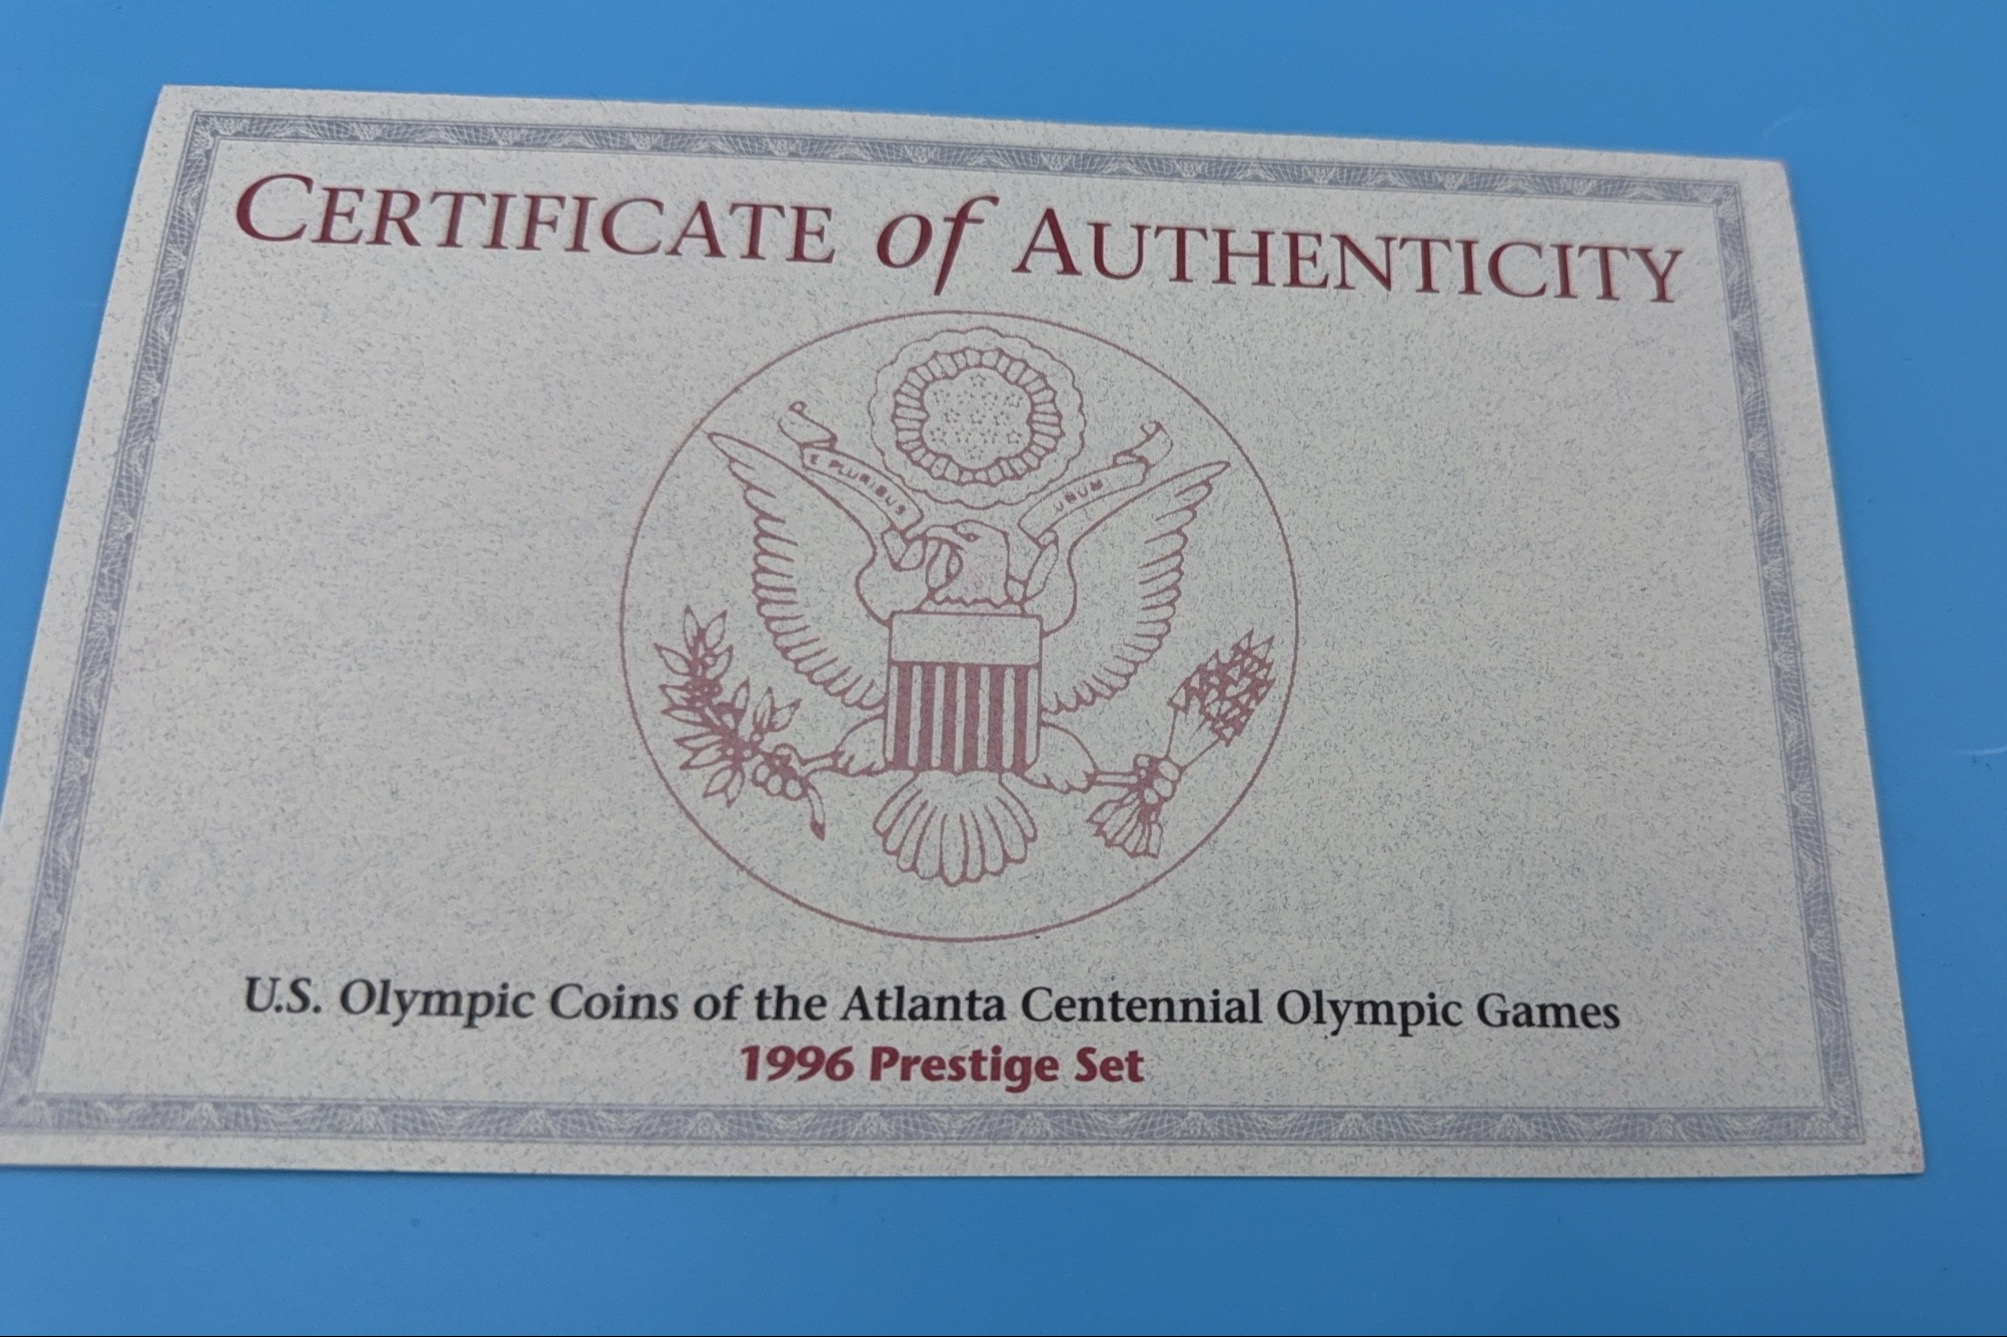 CERTIFICATE of AUTHENTICITY
E PLURIBUS UNUM
U.S. Olympic Coins of the Atlanta Centennial Olympic Games
1996 Prestige Set